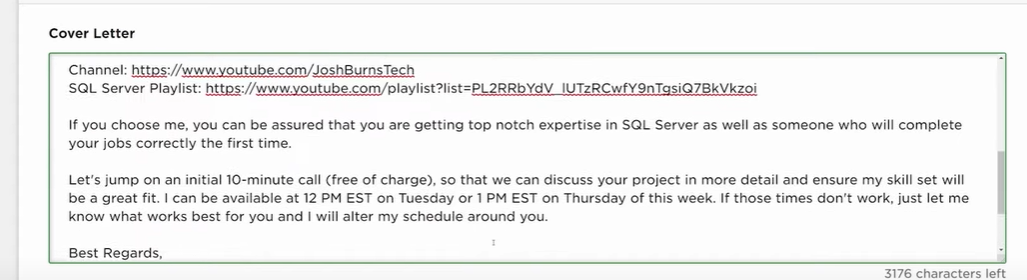 Cover Letter
Channel: https://www.youtube.com/JoshBurnsTech
SQL Server Playlist: https://www.youtube.com/playlist?list=PL2RRbYdV_lUTzRCwfY9nTgsiQ7BkVkzoi
If you choose me, you can be assured that you are getting top notch expertise in SQL Server as well as someone who will complete
your jobs correctly the first time.
Let's jump on an initial 10-minute call (free of charge), so that we can discuss your project in more detail and ensure my skill set will
be a great fit. I can be available at 12 PM EST on Tuesday or 1 PM EST on Thursday of this week. If those times don't work, just let me
know what works best for you and I will alter my schedule around you.
Best Regards,
3176 characters left